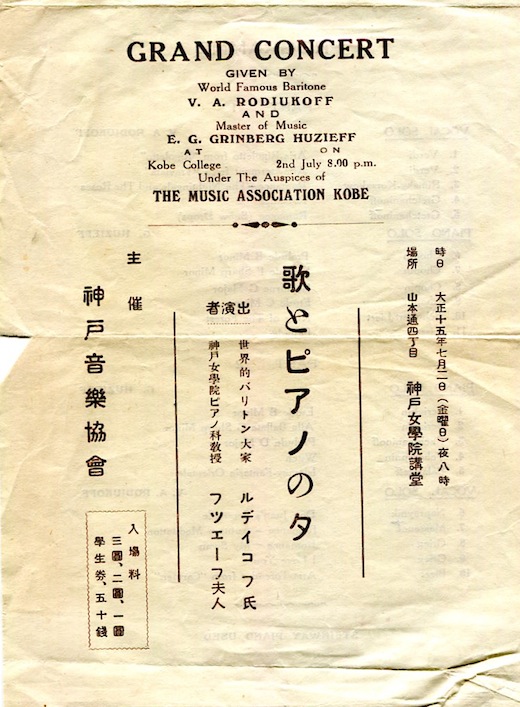 GRAND CONCERT
GIVEN BY
World Famous Baritone
V. A. RODIUKOFF
AND
Master of Music
E. G. GRINBERG HUZIEFF
AT ON
Kobe College 2nd July 8.00 p.m.
Under The Auspices of
THE MUSIC ASSOCIATION KOBE
時日 大正十五年七月二日(金曜日)夜八時
場所 山本通四丁目 神戸女學院講堂
歌とピアノの夕
出演者
世界的バリトン大家 ルデイコフ氏
神戸女學院ピアノ科敎授 フツエーフ夫人
主催
神戸音樂協會
入場料
三圓、二圓、一圓
學生券、五十錢